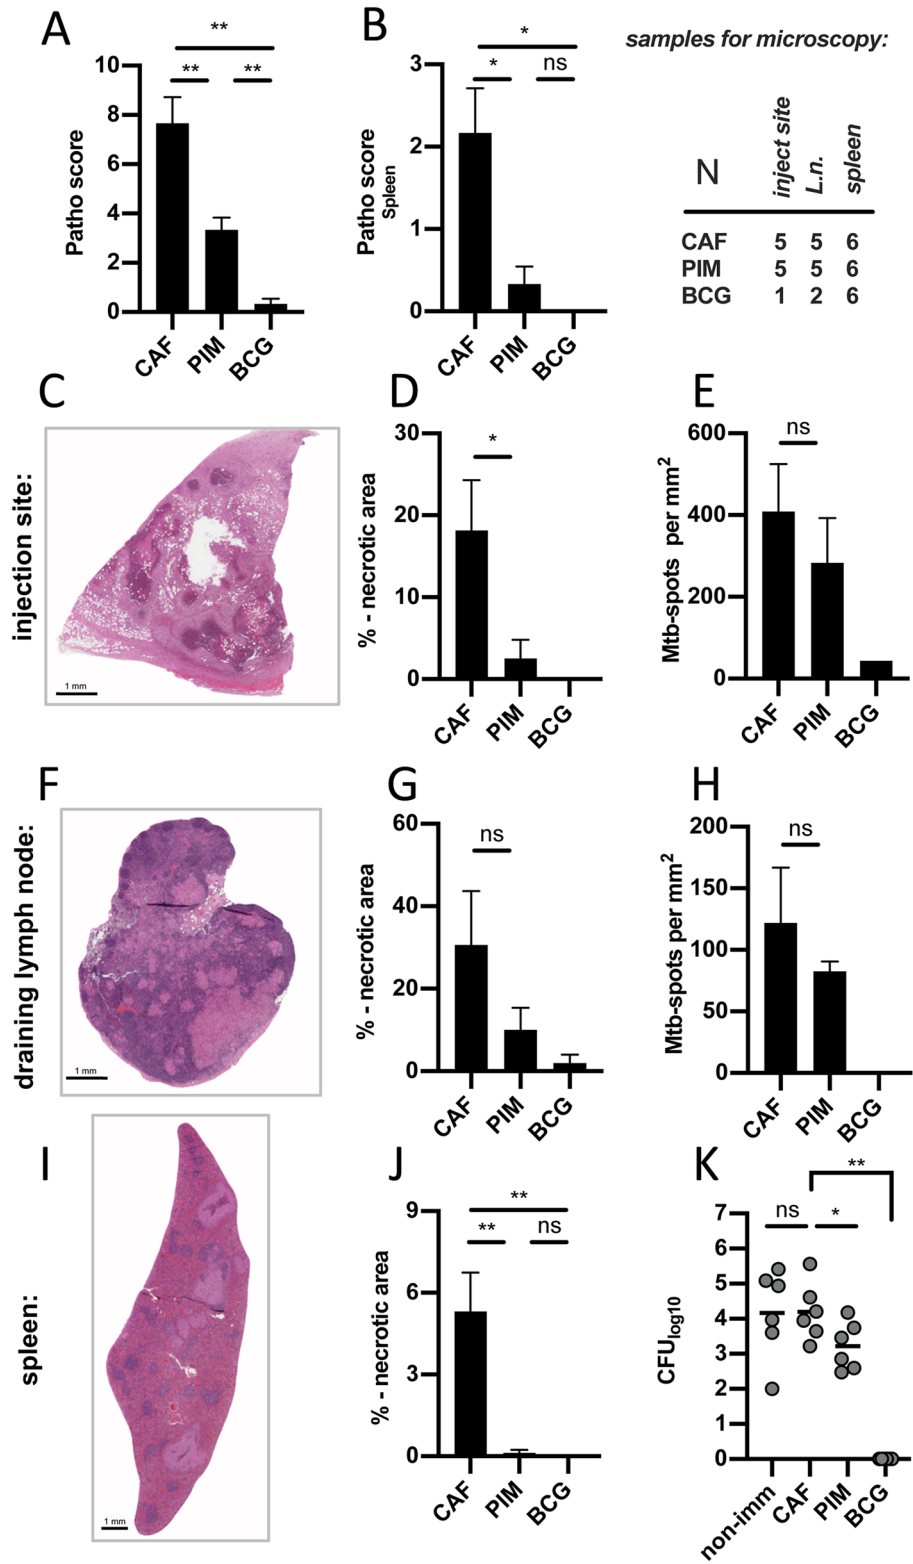 A
**
** **
Patho score
10
8
6
4
2
0
CAF PIM BCG
B
*
* ns
Patho score
Spleen
3
2
1
0
CAF PIM BCG
samples for microscopy:
N inject site L.n. spleen
CAF 5 5 6
PIM 5 5 6
BCG 1 2 6
C
injection site:
1 mm
D
*
% - necrotic area
30
20
10
0
CAF PIM BCG
E
ns
Mtb-spots per mm2
600
400
200
0
CAF PIM BCG
F
draining lymph node:
1 mm
G
ns
% - necrotic area
60
40
20
0
CAF PIM BCG
H
ns
Mtb-spots per mm2
200
150
100
50
0
CAF PIM BCG
I
spleen:
1 mm
J
**
** ns
% - necrotic area
9
6
3
0
CAF PIM BCG
K
**
ns *
CFUlog10
7
6
5
4
3
2
1
0
non-imm CAF PIM BCG